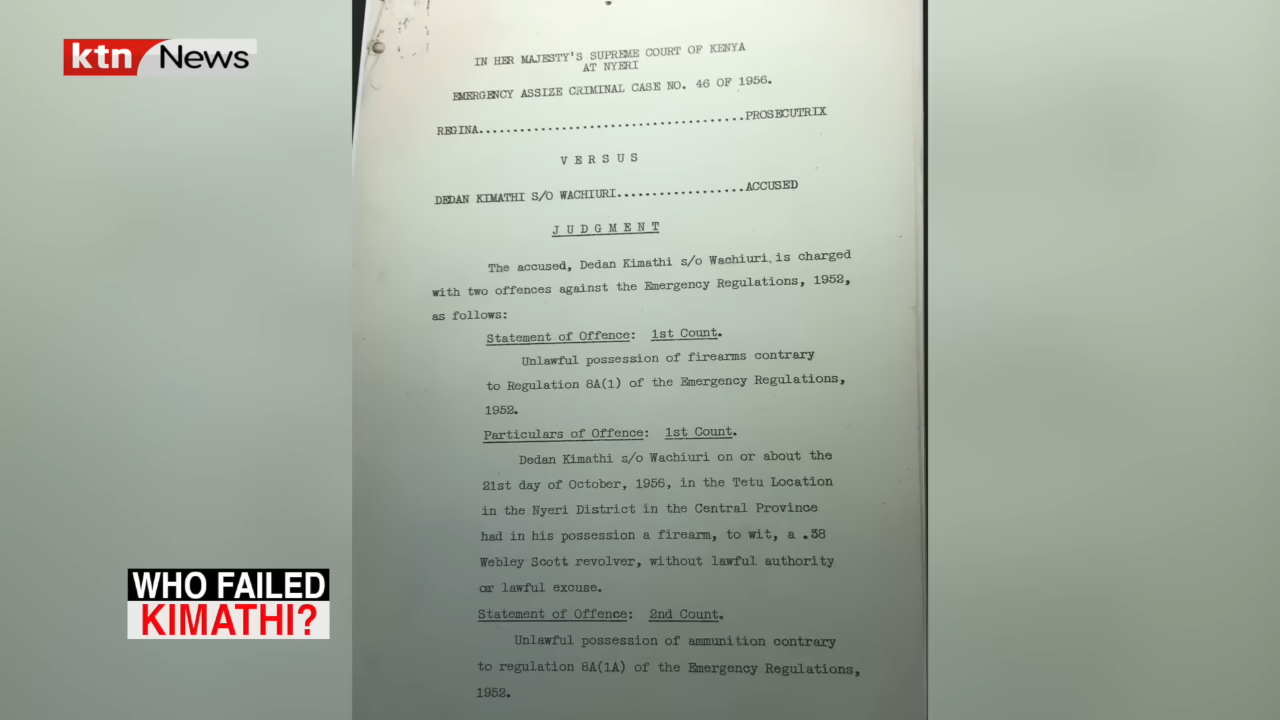 ktn News
IN HER MAJESTY'S SUPREME COURT OF KENYA
AT NYERI
EMERGENCY ASSIZE CRIMINAL CASE NO. 46 OF 1956.
REGINA.......................................PROSECUTRIX
V E R S U S
DEDAN KIMATHI S/O WACHIURI..................ACCUSED
J U D G M E N T
The accused, Dedan Kimathi s/o Wachiuri, is charged
with two offences against the Emergency Regulations, 1952,
as follows:
Statement of Offence: 1st Count.
Unlawful possession of firearms contrary
to Regulation 8A(1) of the Emergency Regulations,
1952.
Particulars of Offence: 1st Count.
Dedan Kimathi s/o Wachiuri on or about the
21st day of October, 1956, in the Tetu Location
in the Nyeri District in the Central Province
had in his possession a firearm, to wit, a .38
Webley Scott revolver, without lawful authority
or lawful excuse.
Statement of Offence: 2nd Count.
Unlawful possession of ammunition contrary
to regulation 8A(1A) of the Emergency Regulations,
1952.
WHO FAILED
KIMATHI?